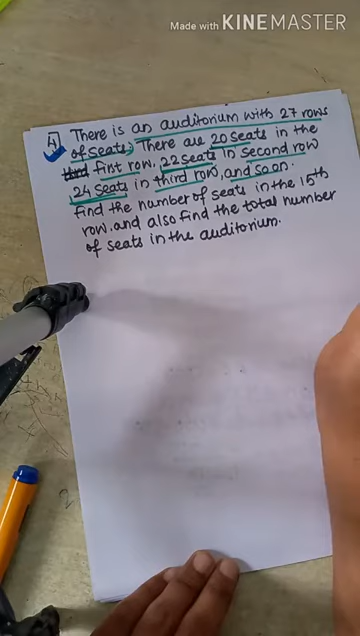 Made with KINEMASTER
4) There is an auditorium with 27 rows
of seats; There are 20 seats in the
first row, 22 seats in second row
24 seats in third row, and so on.
find the number of seats in the 15th
row. and also find the total number
of seats in the auditorium.
2